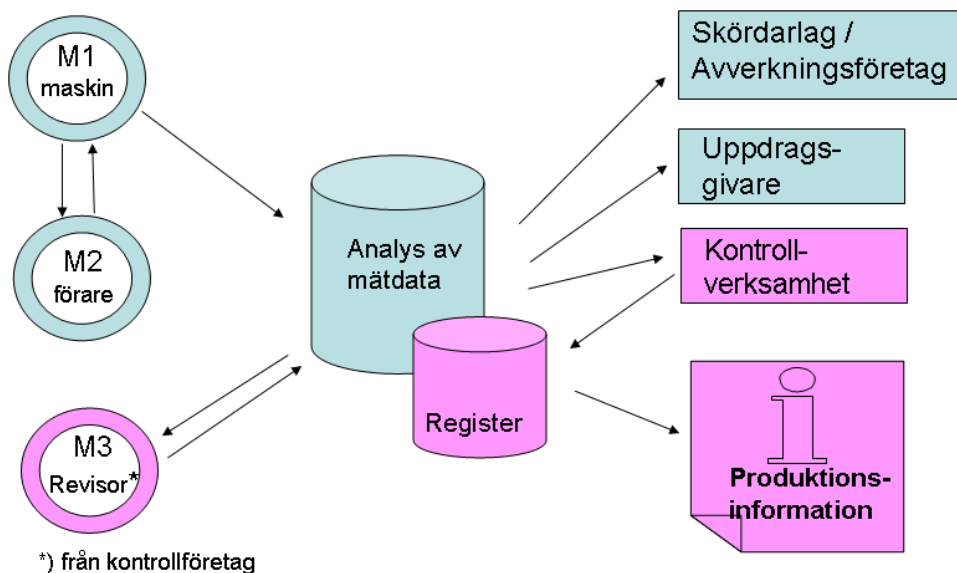 M1
maskin
M2
förare
M3
Revisor*
*) från kontrollföretag
Analys av
mätdata
Register
Skördarlag /
Avverkningsföretag
Uppdrags-
givare
Kontroll-
verksamhet
i
Produktions-
information